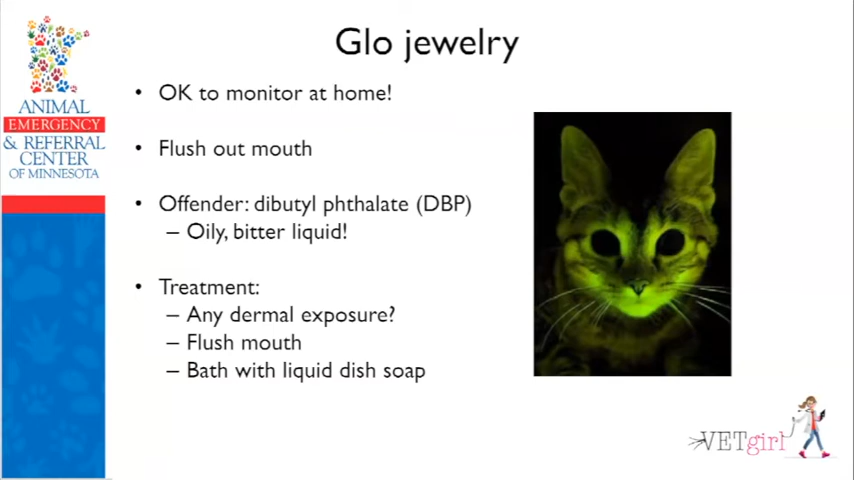 Glo jewelry
ANIMAL
EMERGENCY
& REFERRAL
CENTER
OF MINNESOTA
• OK to monitor at home!
• Flush out mouth
• Offender: dibutyl phthalate (DBP)
– Oily, bitter liquid!
• Treatment:
– Any dermal exposure?
– Flush mouth
– Bath with liquid dish soap
VETgirl